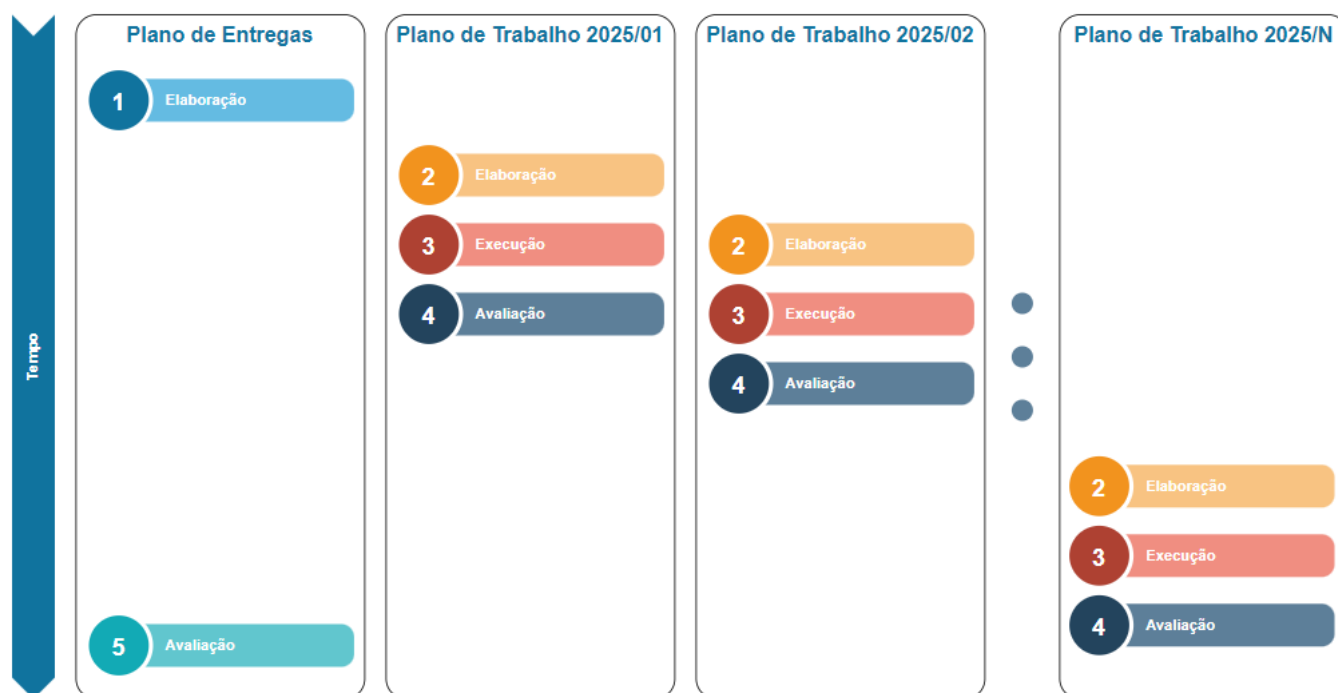 Tempo
Plano de Entregas
1 Elaboração
5 Avaliação
Plano de Trabalho 2025/01
2 Elaboração
3 Execução
4 Avaliação
Plano de Trabalho 2025/02
2 Elaboração
3 Execução
4 Avaliação
Plano de Trabalho 2025/N
2 Elaboração
3 Execução
4 Avaliação